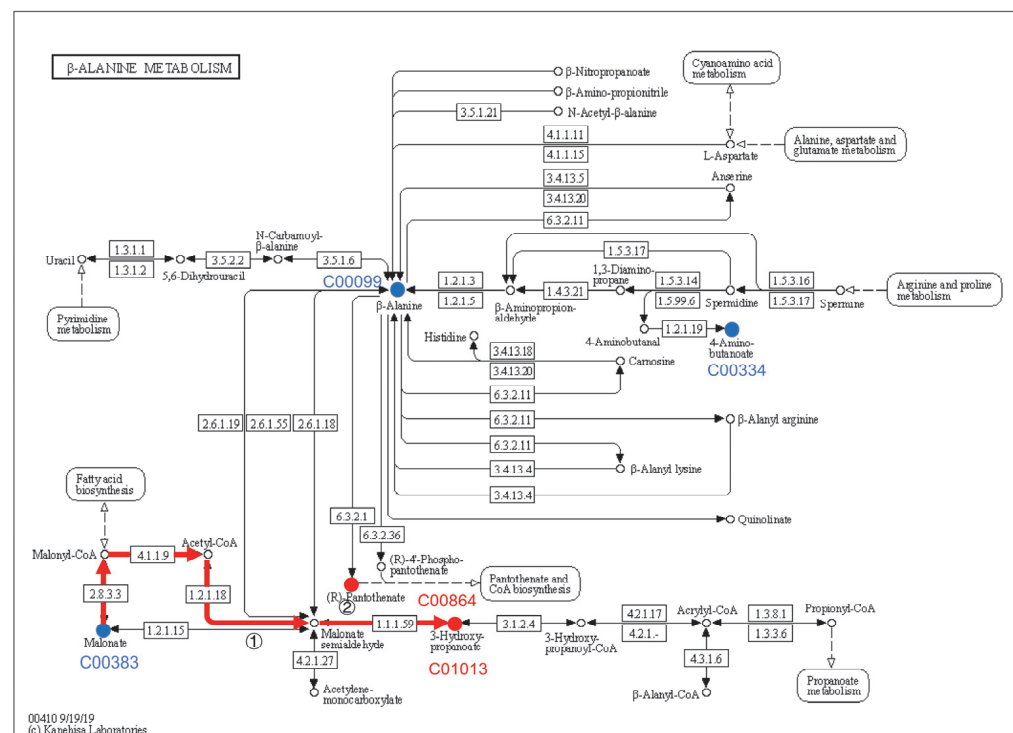 β-ALANINE METABOLISM
Cyanoamino acid
metabolism
β-Nitropropanoate
β-Amino-propionitrile
3.5.1.21
N-Acetyl-β-alanine
4.1.1.11
4.1.1.15
L-Aspartate
Alanine, aspartate and
glutamate metabolism
3.4.13.5
3.4.13.20
Anserine
6.3.2.11
Uracil
1.3.1.1
1.3.1.2
5,6-Dihydrouracil
3.5.2.2
N-Carbamoyl-
β-alanine
3.5.1.6
Pyrimidine
metabolism
C00099
β-Alanine
1.2.1.3
1.2.1.5
β-Aminopropion-
aldehyde
1.4.3.21
1,3-Diamino-
propane
1.5.3.17
1.5.3.14
1.5.99.6
Spermidine
1.5.3.16
1.5.3.17
Spermine
Arginine and proline
metabolism
4-Aminobutanal
1.2.1.19
4-Amino-
butanoate
C00334
Histidine
3.4.13.18
3.4.13.20
Carnosine
6.3.2.11
2.6.1.19
2.6.1.55
2.6.1.18
6.3.2.11
β-Alanyl arginine
6.3.2.11
3.4.13.4
β-Alanyl lysine
3.4.13.4
Quinolinate
Fatty acid
biosynthesis
6.3.2.1
6.3.2.36
Malonyl-CoA
4.1.1.9
Acetyl-CoA
(R)-4'-Phospho-
pantothenate
Pantothenate and
CoA biosynthesis
(R)-Pantothenate
C00864
②
2.8.3.3
1.2.1.18
Malonate
C00383
1.2.1.15
①
Malonate
semialdehyde
1.1.1.59
3-Hydroxy-
propanoate
C01013
3.1.2.4
3-Hydroxy-
propanoyl-CoA
4.2.1.17
4.2.1.-
Acrylyl-CoA
1.3.8.1
1.3.3.6
Propionyl-CoA
4.2.1.27
Acetylene-
monocarboxylate
4.3.1.6
β-Alanyl-CoA
Propanoate
metabolism
00410 9/19/19
(c) Kanehisa Laboratories